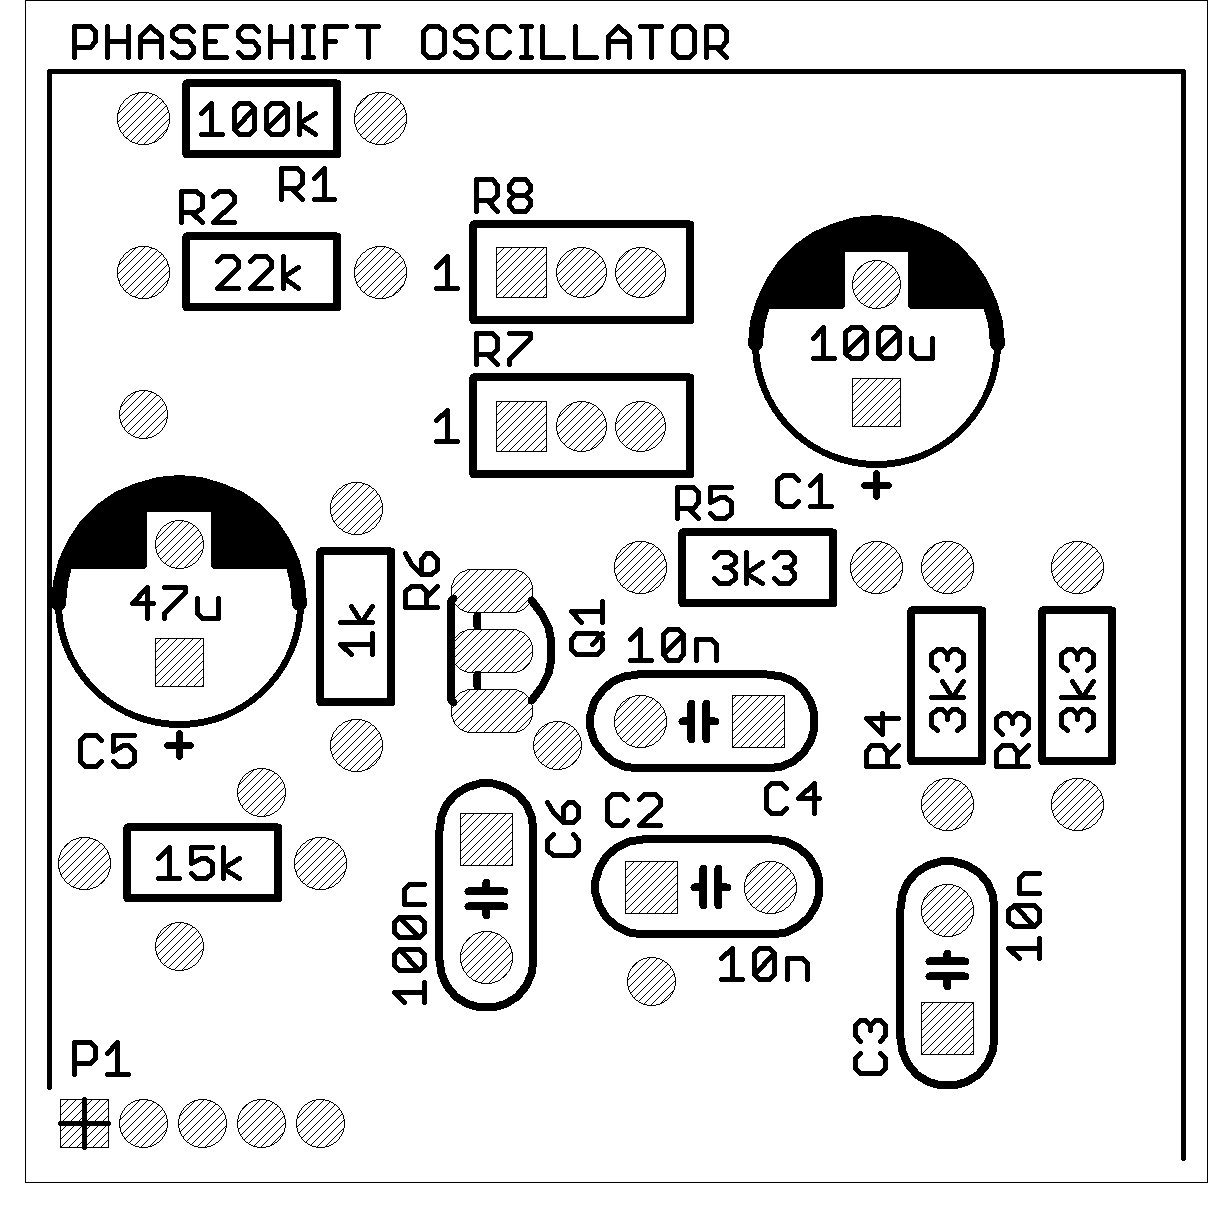 PHASESHIFT OSCILLATOR
100k
R1
R2
22k
R8
1
R7
1
100u
C1 +
R5
3k3
47u
C5 +
R6
1k
Q1
10n
C4
R4
3k3
R3
3k3
15k
C6
100n
C2
10n
10n
C3
P1